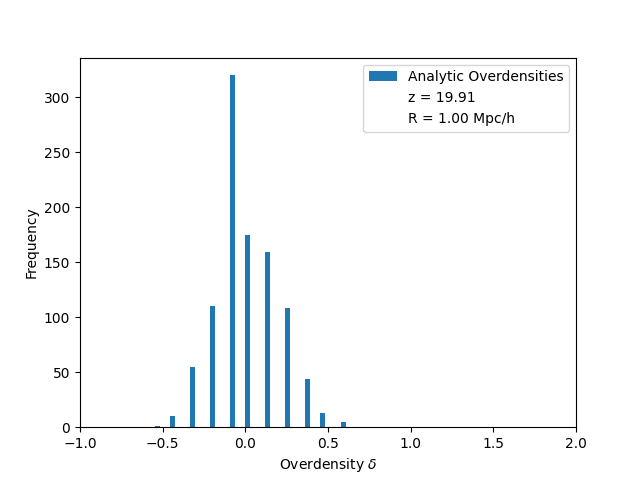 Analytic Overdensities
z = 19.91
R = 1.00 Mpc/h
300
250
200
150
100
50
0
Frequency
−1.0 −0.5 0.0 0.5 1.0 1.5 2.0
Overdensity δ